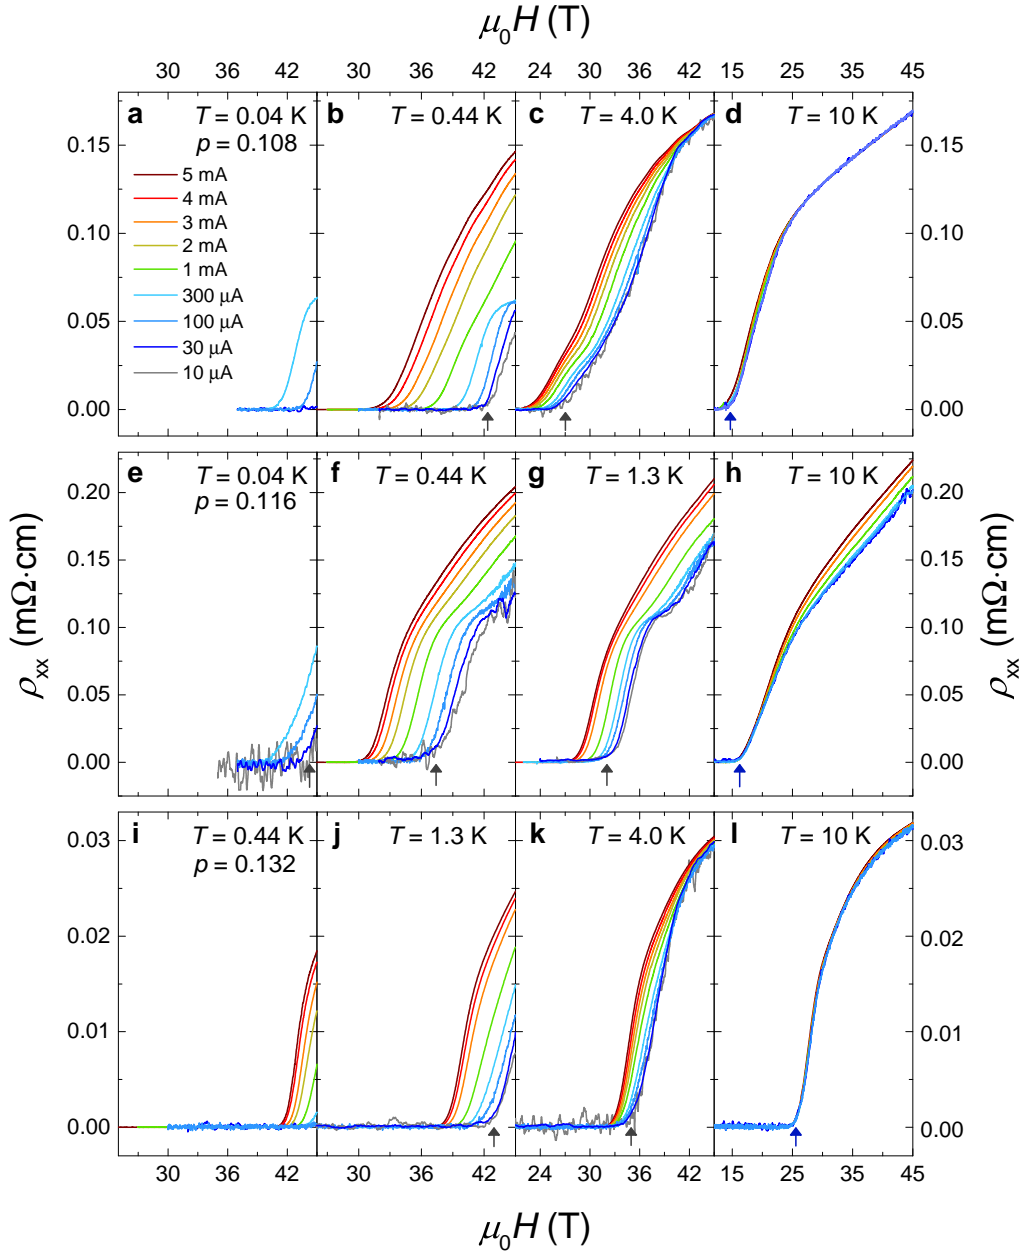 μ₀H (T)
30 36 42 30 36 42 24 30 36 42 15 25 35 45
a T = 0.04 K b T = 0.44 K c T = 4.0 K d T = 10 K
p = 0.108
0.15 0.15
5 mA
4 mA
3 mA
0.10 0.10
2 mA
1 mA
300 μA
0.05 0.05
100 μA
30 μA
10 μA
0.00 0.00
e T = 0.04 K f T = 0.44 K g T = 1.3 K h T = 10 K
p = 0.116
0.20 0.20
0.15 0.15
0.10 0.10
0.05 0.05
0.00 0.00
ρxx (mΩ·cm)
ρxx (mΩ·cm)
i T = 0.44 K j T = 1.3 K k T = 4.0 K l T = 10 K
p = 0.132
0.03 0.03
0.02 0.02
0.01 0.01
0.00 0.00
30 36 42 30 36 42 24 30 36 42 15 25 35 45
μ₀H (T)